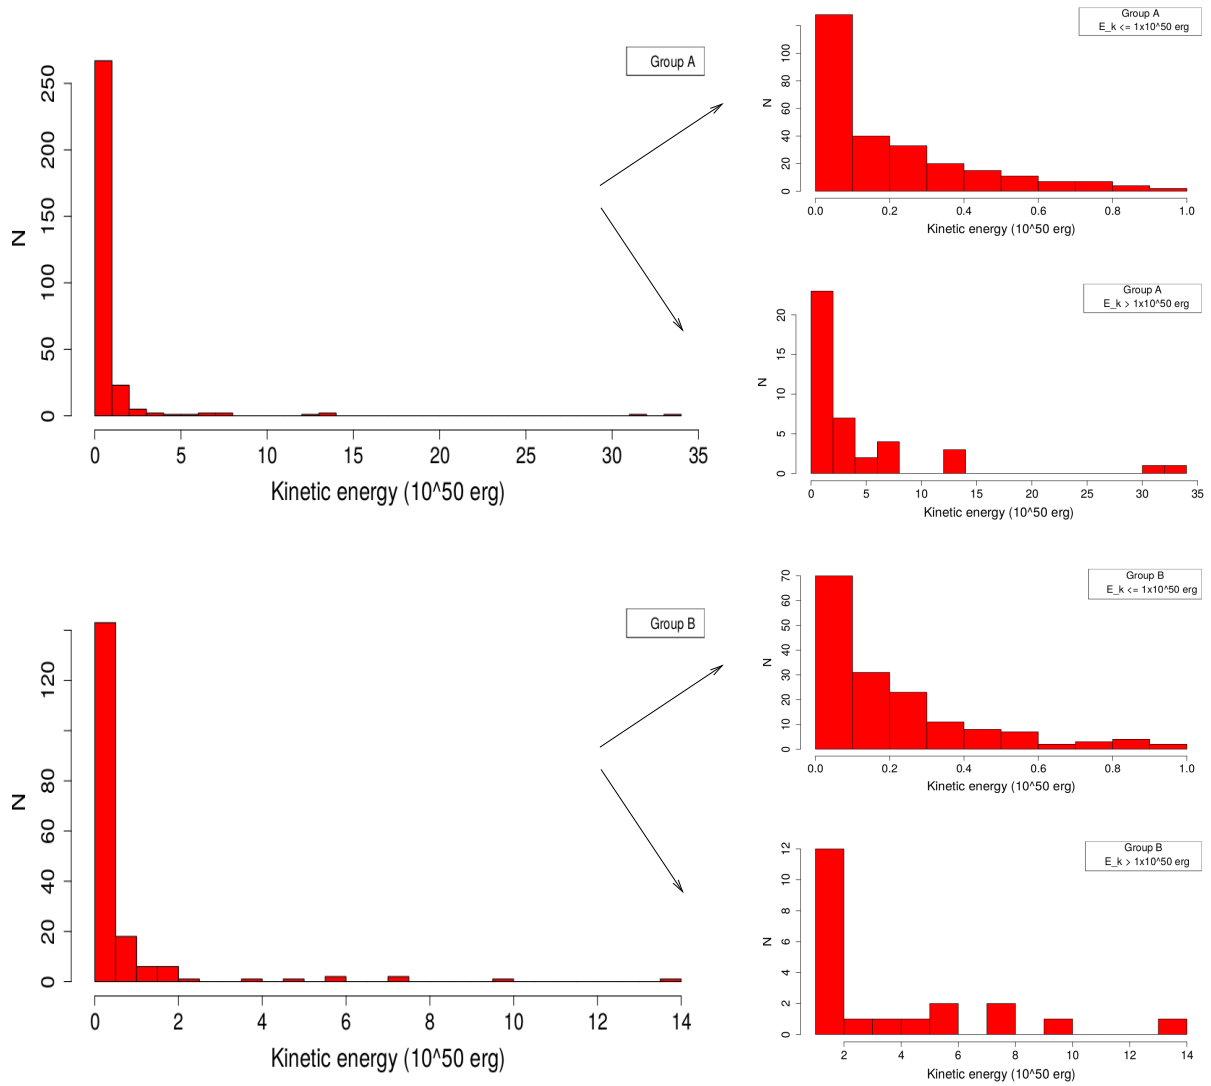 Group A
N
0 50 100 150 200 250
0 5 10 15 20 25 30 35
Kinetic energy (10^50 erg)
Group A
E_k <= 1x10^50 erg
N
0 20 40 60 80 100
0.0 0.2 0.4 0.6 0.8 1.0
Kinetic energy (10^50 erg)
Group A
E_k > 1x10^50 erg
N
0 5 10 15 20
0 5 10 15 20 25 30 35
Kinetic energy (10^50 erg)
Group B
N
0 20 40 60 80 120
0 2 4 6 8 10 12 14
Kinetic energy (10^50 erg)
Group B
E_k <= 1x10^50 erg
N
0 10 20 30 40 50 60 70
0.0 0.2 0.4 0.6 0.8 1.0
Kinetic energy (10^50 erg)
Group B
E_k > 1x10^50 erg
N
0 2 4 6 8 10 12
2 4 6 8 10 12 14
Kinetic energy (10^50 erg)